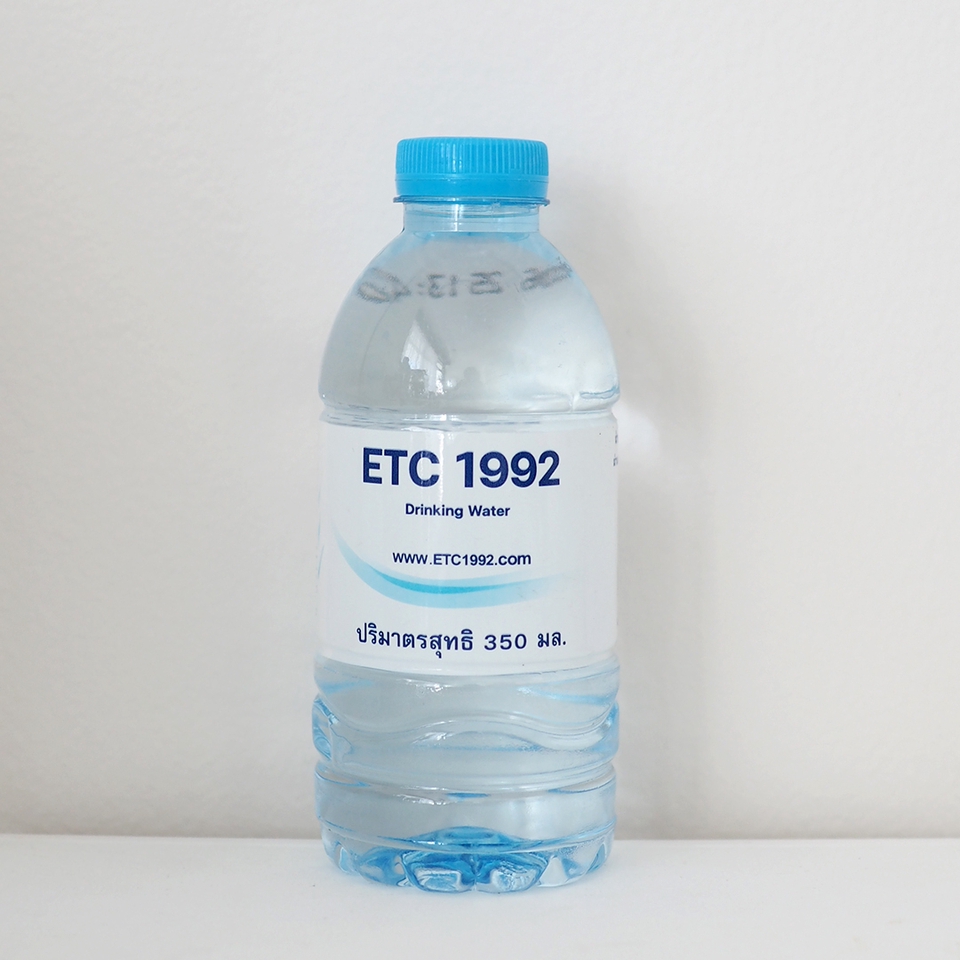 ETC 1992
Drinking Water
www.ETC1992.com
ปริมาตรสุทธิ 350 มล.